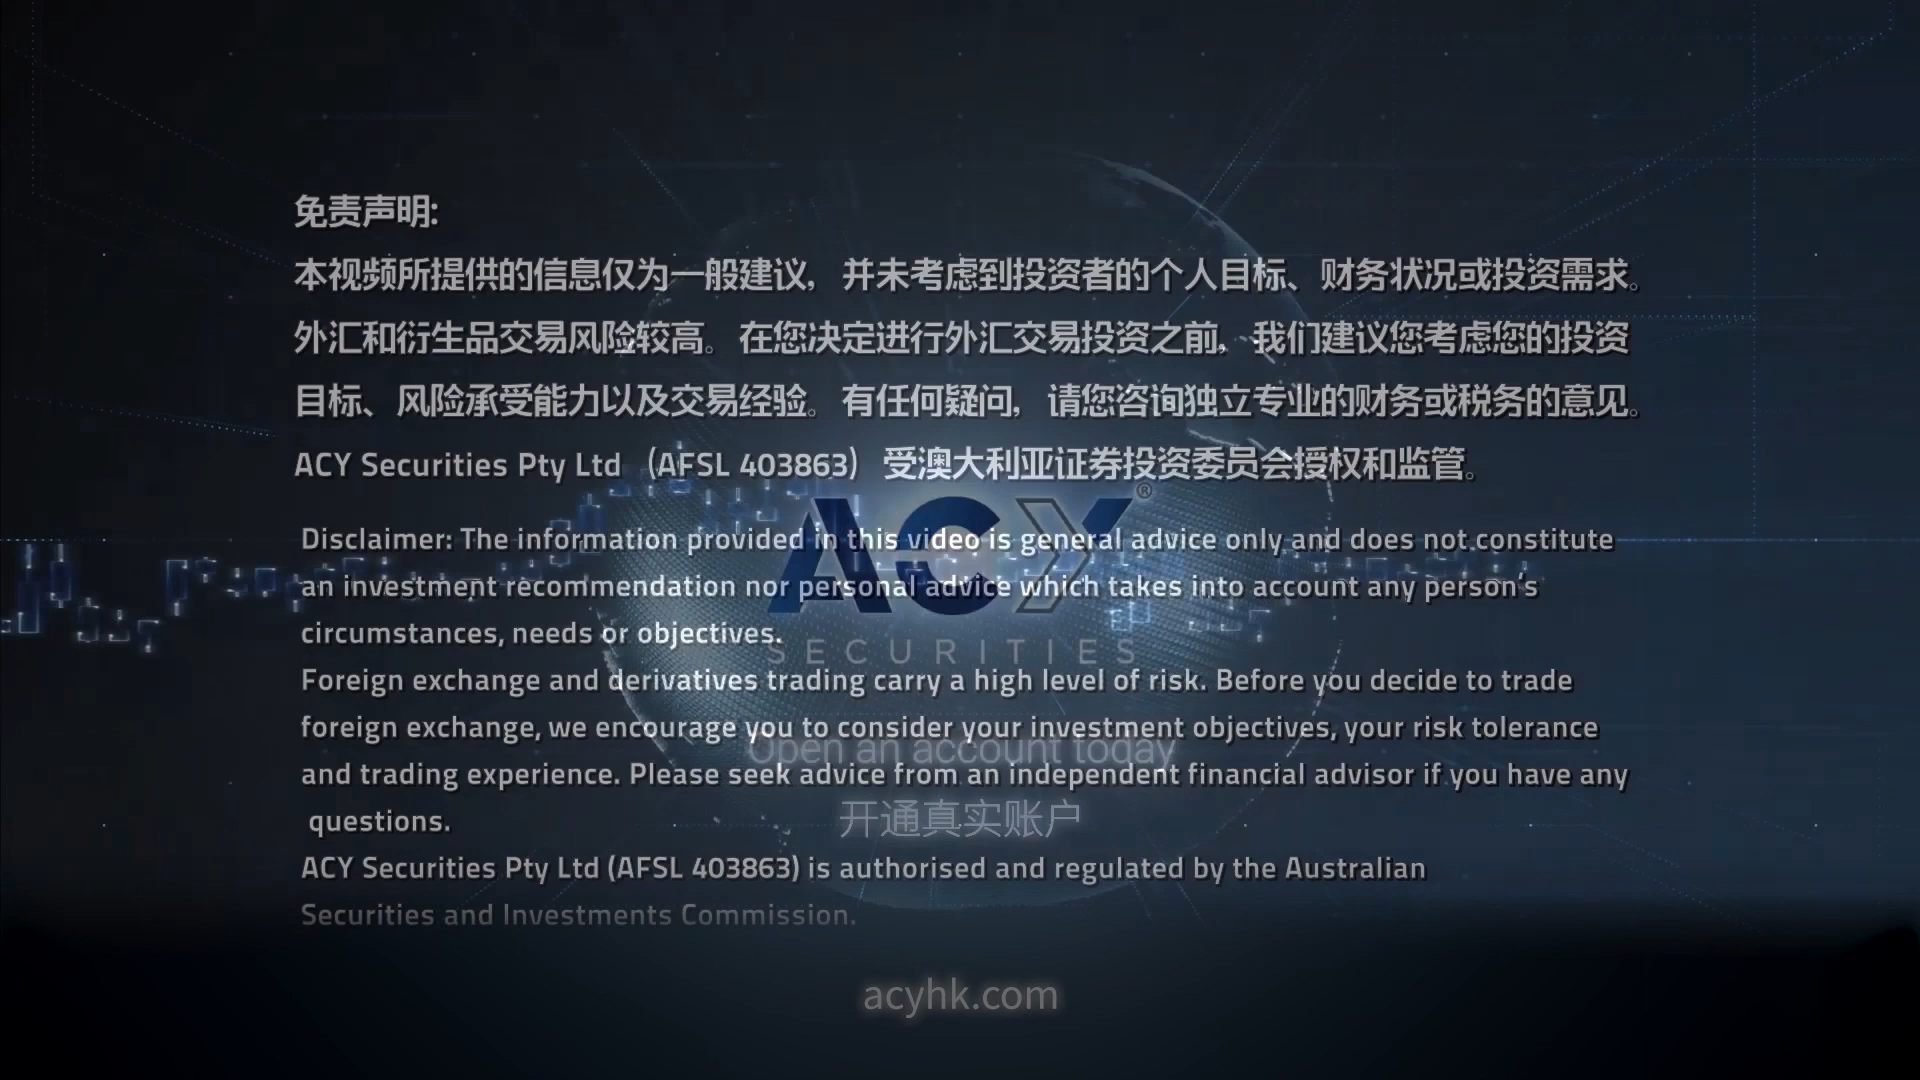 免责声明:
本视频所提供的信息仅为一般建议，并未考虑到投资者的个人目标、财务状况或投资需求。
外汇和衍生品交易风险较高。在您决定进行外汇交易投资之前，我们建议您考虑您的投资
目标、风险承受能力以及交易经验。有任何疑问，请您咨询独立专业的财务或税务的意见。
ACY Securities Pty Ltd（AFSL 403863）受澳大利亚证券投资委员会授权和监管。
ACY®
Disclaimer: The information provided in this video is general advice only and does not constitute
an investment recommendation nor personal advice which takes into account any person's
circumstances, needs or objectives.
SECURITIES
Foreign exchange and derivatives trading carry a high level of risk. Before you decide to trade
foreign exchange, we encourage you to consider your investment objectives, your risk tolerance
Open an account today
and trading experience. Please seek advice from an independent financial advisor if you have any
questions.
开通真实账户
ACY Securities Pty Ltd (AFSL 403863) is authorised and regulated by the Australian
Securities and Investments Commission.
acyhk.com